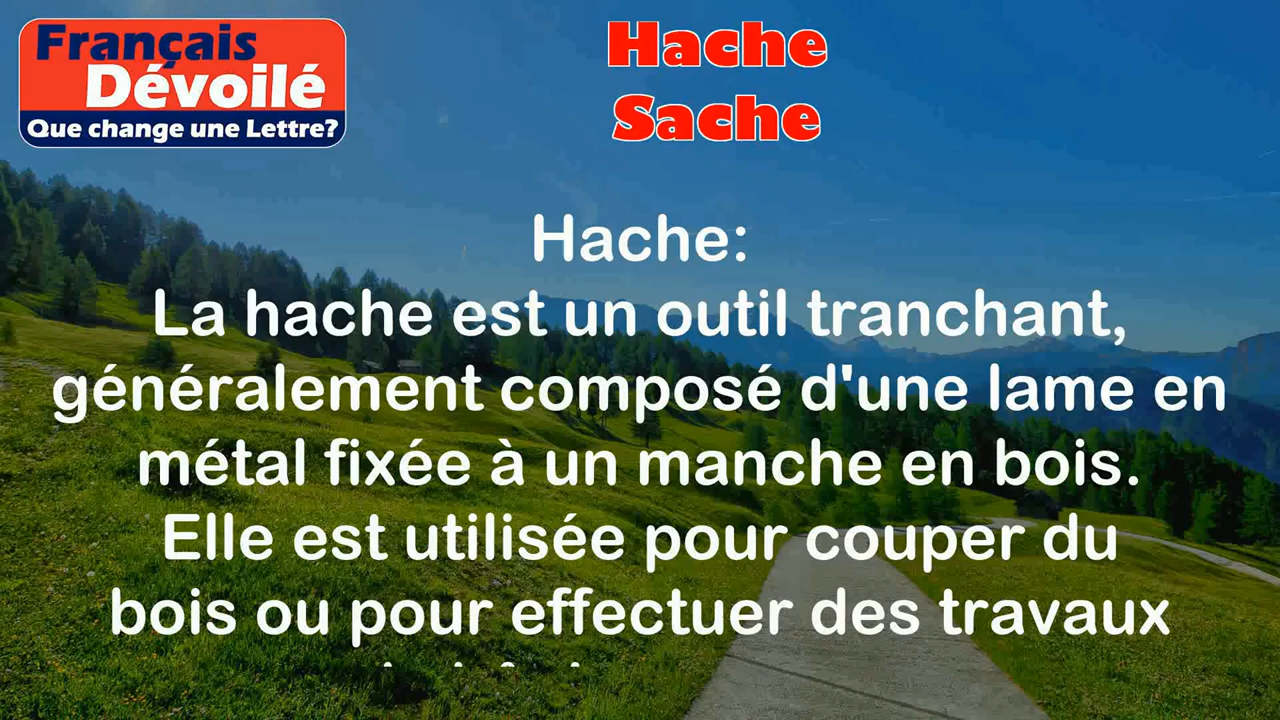 Français
Dévoilé
Que change une Lettre?
Hache
Sache
Hache:
La hache est un outil tranchant,
généralement composé d'une lame en
métal fixée à un manche en bois.
Elle est utilisée pour couper du
bois ou pour effectuer des travaux